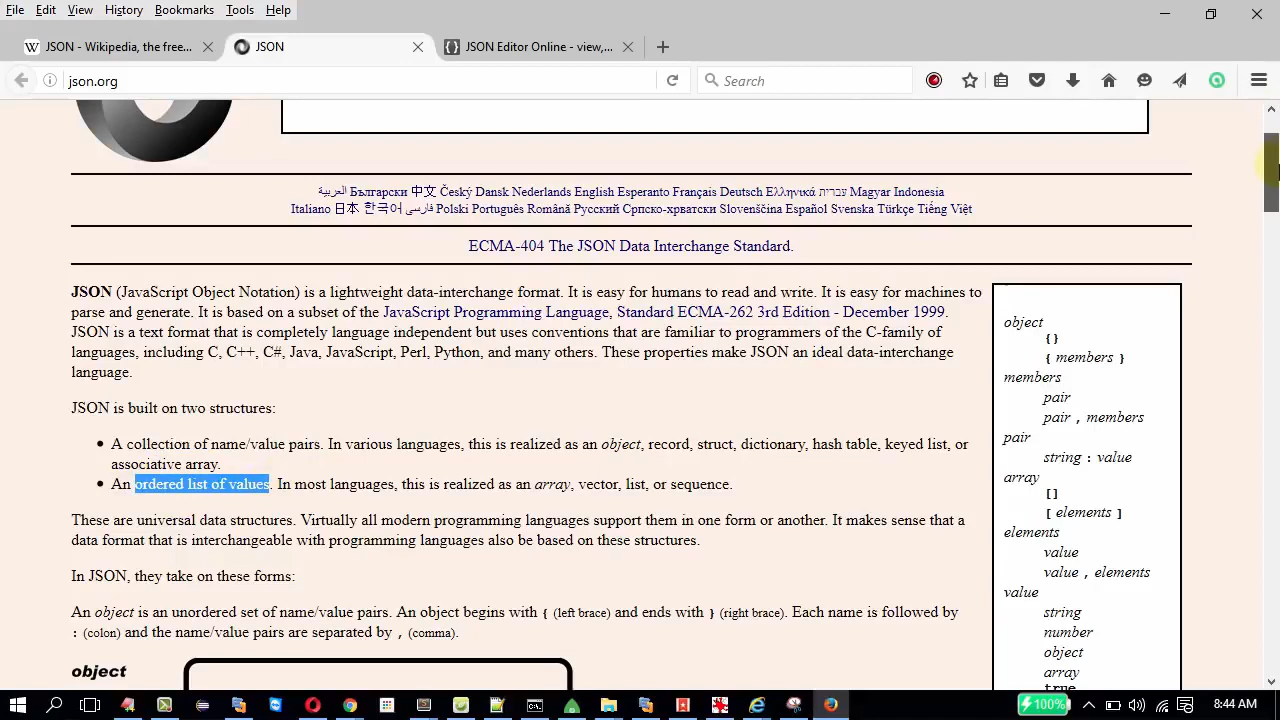 File Edit View History Bookmarks Tools Help
JSON - Wikipedia, the free...
JSON
JSON Editor Online - view,...
json.org
Search
العربية Български 中文 Český Dansk Nederlands English Esperanto Français Deutsch Ελληνικά עברית Magyar Indonesia
Italiano 日本 한국어 فارسی Polski Português Română Русский Српско-хрватски Slovenščina Español Svenska Türkçe Tiếng Việt
ECMA-404 The JSON Data Interchange Standard.
JSON (JavaScript Object Notation) is a lightweight data-interchange format. It is easy for humans to read and write. It is easy for machines to
parse and generate. It is based on a subset of the JavaScript Programming Language, Standard ECMA-262 3rd Edition - December 1999.
JSON is a text format that is completely language independent but uses conventions that are familiar to programmers of the C-family of
languages, including C, C++, C#, Java, JavaScript, Perl, Python, and many others. These properties make JSON an ideal data-interchange
language.
JSON is built on two structures:
• A collection of name/value pairs. In various languages, this is realized as an object, record, struct, dictionary, hash table, keyed list, or
associative array.
• An ordered list of values. In most languages, this is realized as an array, vector, list, or sequence.
These are universal data structures. Virtually all modern programming languages support them in one form or another. It makes sense that a
data format that is interchangeable with programming languages also be based on these structures.
In JSON, they take on these forms:
An object is an unordered set of name/value pairs. An object begins with { (left brace) and ends with } (right brace). Each name is followed by
: (colon) and the name/value pairs are separated by , (comma).
object
object
{}
{ members }
members
pair
pair , members
pair
string : value
array
[]
[ elements ]
elements
value
value , elements
value
string
number
object
array
true
100%
8:44 AM